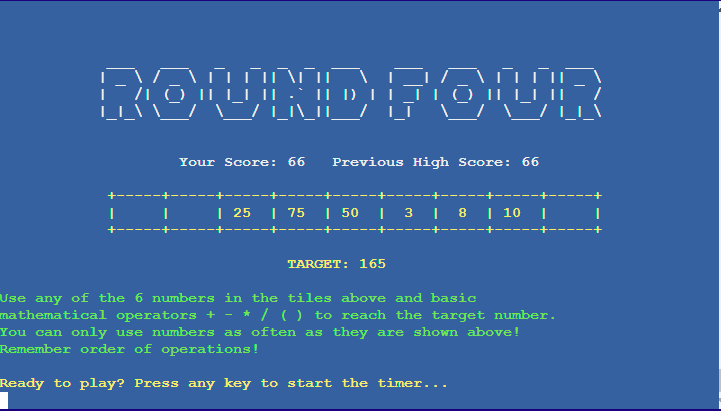 ROUND FOUR
Your Score: 66 Previous High Score: 66
+-----+-----+-----+-----+-----+-----+-----+-----+-----+
| | | 25 | 75 | 50 | 3 | 8 | 10 | |
+-----+-----+-----+-----+-----+-----+-----+-----+-----+
TARGET: 165
Use any of the 6 numbers in the tiles above and basic
mathematical operators + - * / ( ) to reach the target number.
You can only use numbers as often as they are shown above!
Remember order of operations!
Ready to play? Press any key to start the timer...